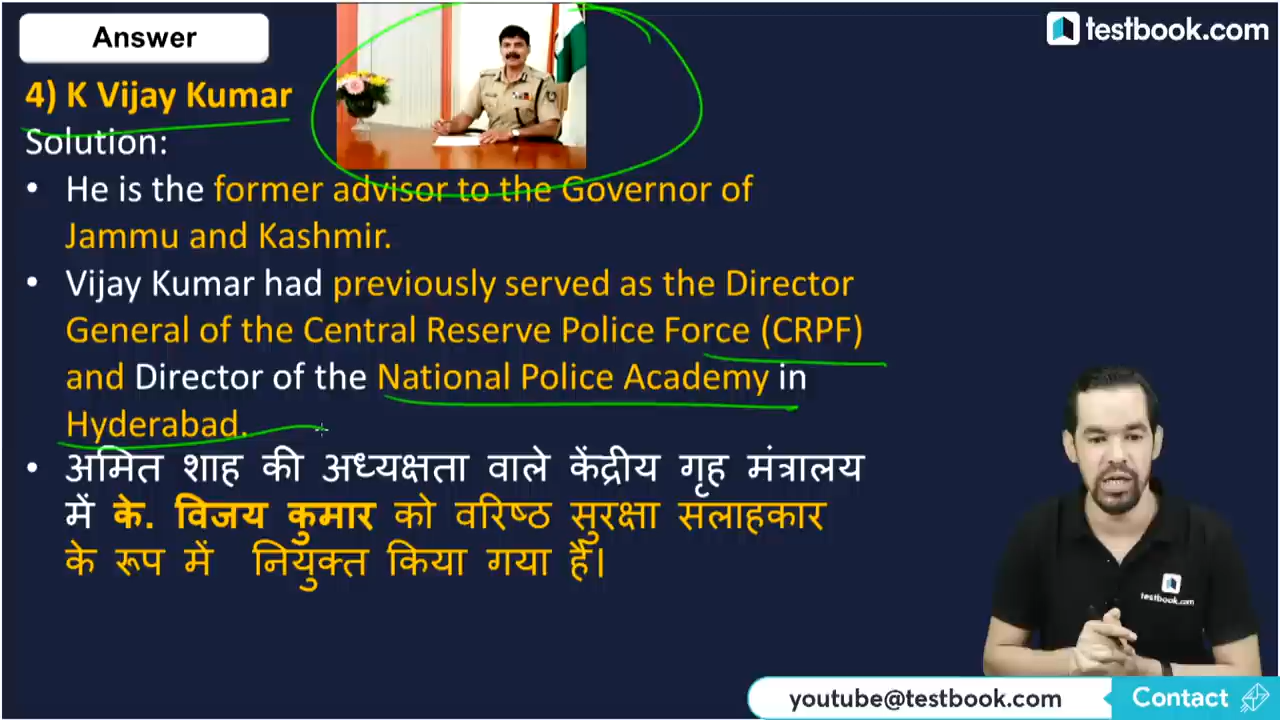 Answer
testbook.com
4) K Vijay Kumar
Solution:
• He is the former advisor to the Governor of
Jammu and Kashmir.
• Vijay Kumar had previously served as the Director
General of the Central Reserve Police Force (CRPF)
and Director of the National Police Academy in
Hyderabad.
• अमित शाह की अध्यक्षता वाले केंद्रीय गृह मंत्रालय
में के. विजय कुमार को वरिष्ठ सुरक्षा सलाहकार
के रूप में नियुक्त किया गया है।
testbook.com
youtube@testbook.com
Contact